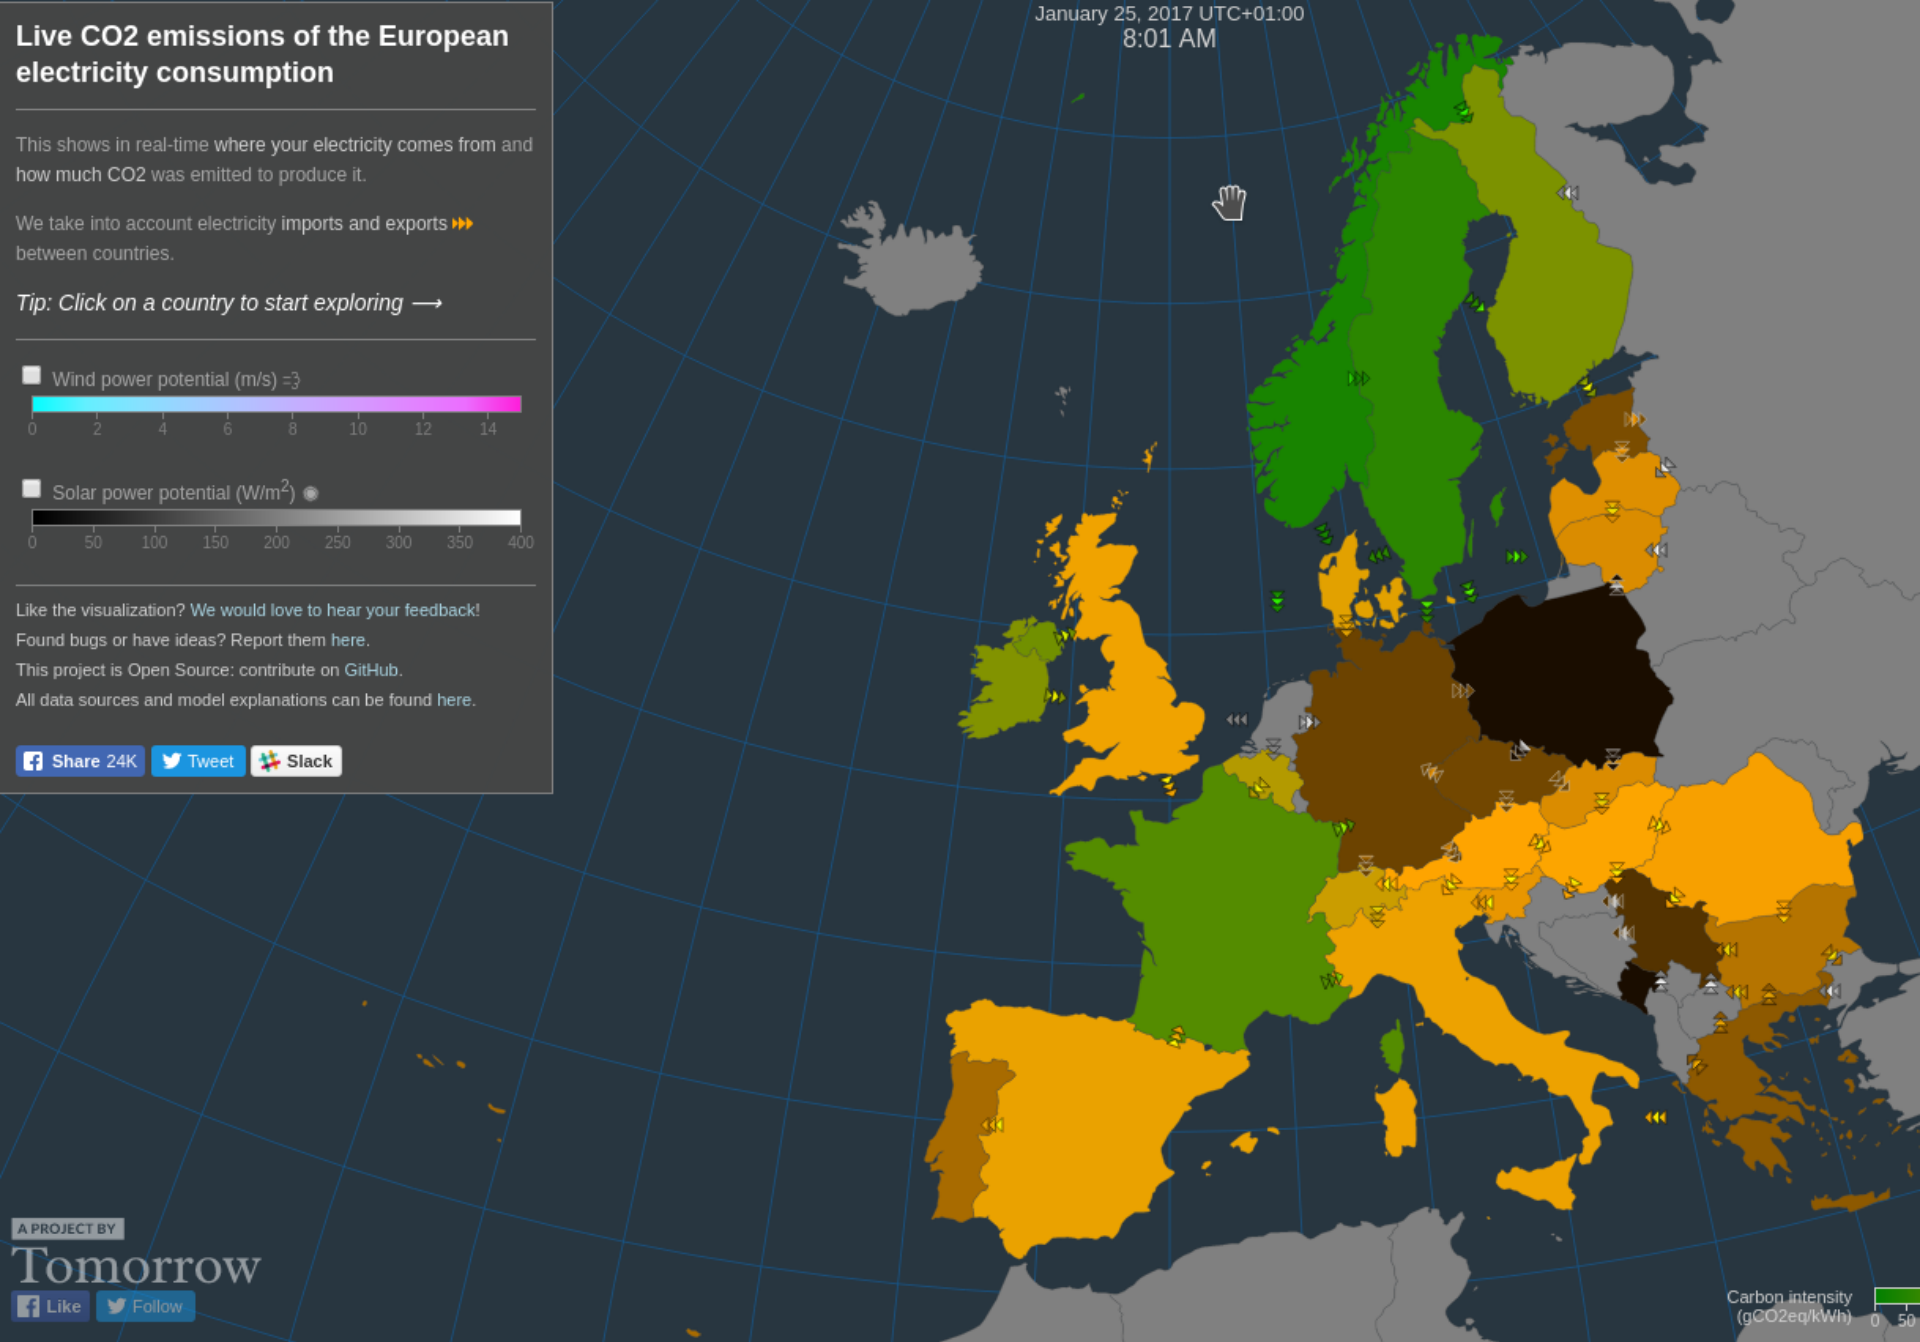 Live CO2 emissions of the European
electricity consumption
January 25, 2017 UTC+01:00
8:01 AM
This shows in real-time where your electricity comes from and
how much CO2 was emitted to produce it.
We take into account electricity imports and exports
between countries.
Tip: Click on a country to start exploring ⟶
Wind power potential (m/s)
0 2 4 6 8 10 12 14
Solar power potential (W/m²)
0 50 100 150 200 250 300 350 400
Like the visualization? We would love to hear your feedback!
Found bugs or have ideas? Report them here.
This project is Open Source: contribute on GitHub.
All data sources and model explanations can be found here.
Share 24K Tweet Slack
A PROJECT BY
Tomorrow
Like Follow
Carbon intensity
(gCO2eq/kWh)
0 50